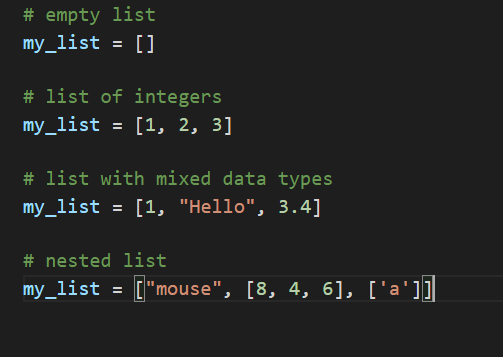 # empty list
my_list = []
# list of integers
my_list = [1, 2, 3]
# list with mixed data types
my_list = [1, "Hello", 3.4]
# nested list
my_list = ["mouse", [8, 4, 6], ['a']]